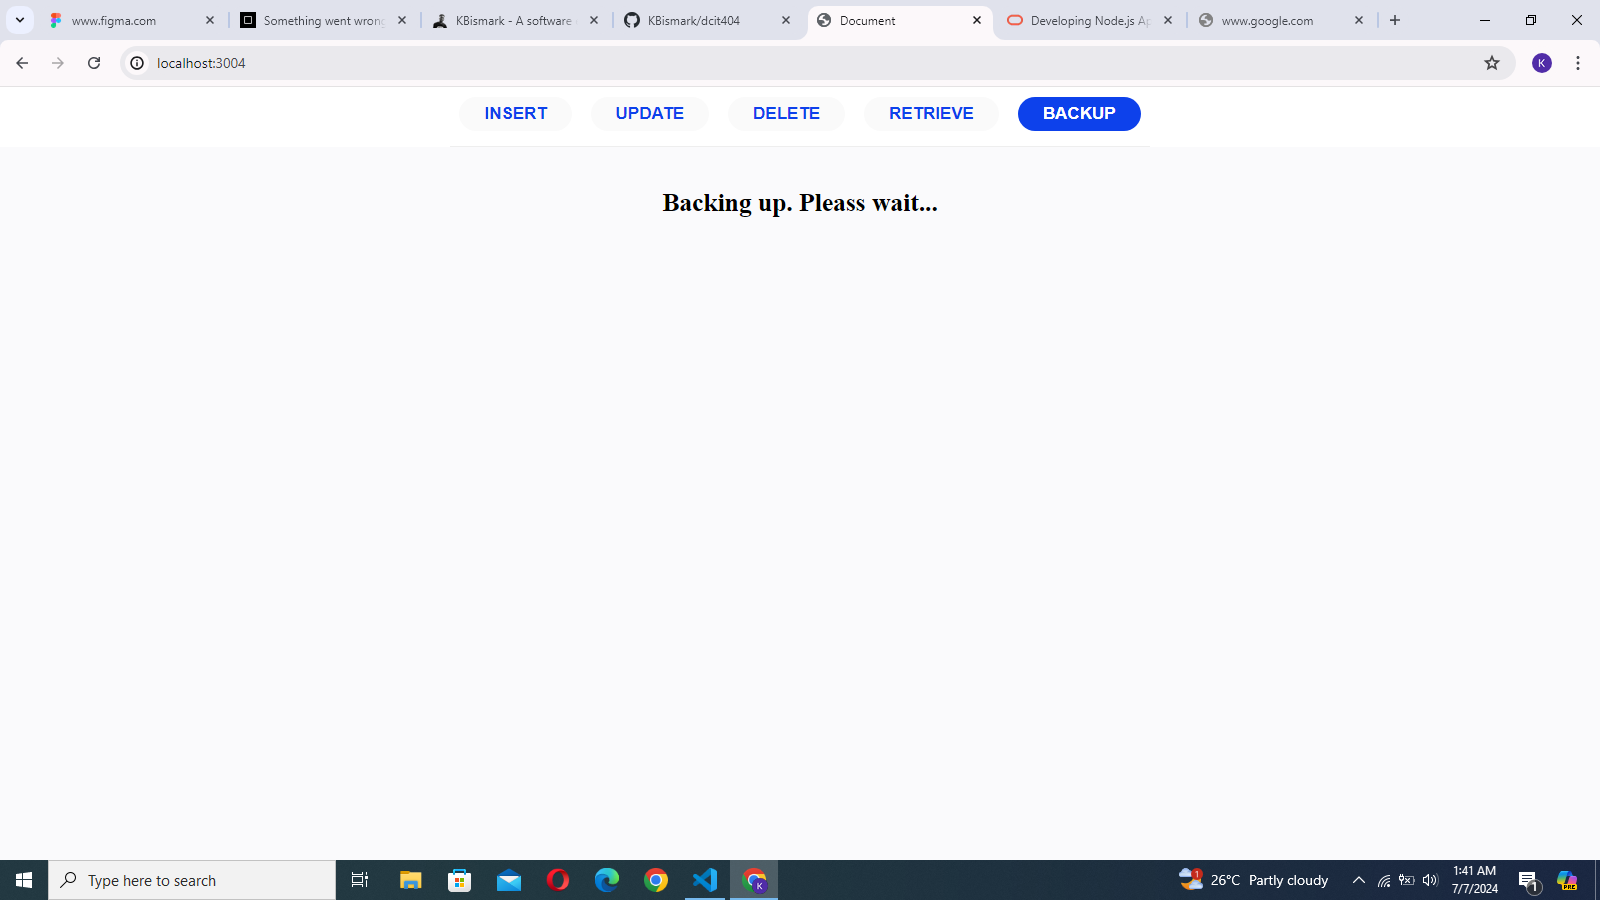 www.figma.com
Something went wrong
KBismark - A software
KBismark/dcit404
Document
Developing Node.js Ap
www.google.com
localhost:3004
K
INSERT
UPDATE
DELETE
RETRIEVE
BACKUP
Backing up. Pleass wait...
Type here to search
K
1
26°C Partly cloudy
1:41 AM
7/7/2024
1
PRE